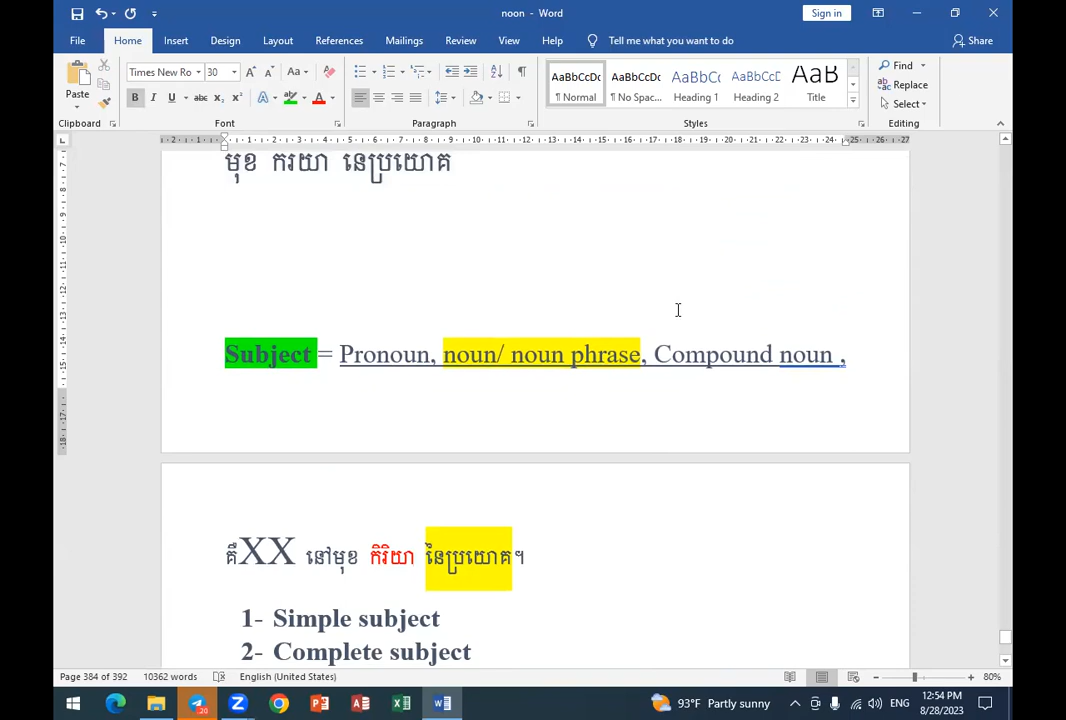 noon - Word
Sign in
File Home Insert Design Layout References Mailings Review View Help Tell me what you want to do Share
Paste
Times New Ro 30 Aa
AaBbCcDc AaBbCcDc AaBbCc AaBbCcD AaB
¶ Normal ¶ No Spac... Heading 1 Heading 2 Title
Find
Replace
Select
Clipboard Font Paragraph Styles Editing
មុខ ករយា នៃប្រយោគ
Subject = Pronoun, noun/ noun phrase, Compound noun ,
គឺXX នៅមុខ កិរិយា នៃប្រយោគ។
1- Simple subject
2- Complete subject
Page 384 of 392 10362 words English (United States) 80%
93°F Partly sunny ENG 12:54 PM
8/28/2023